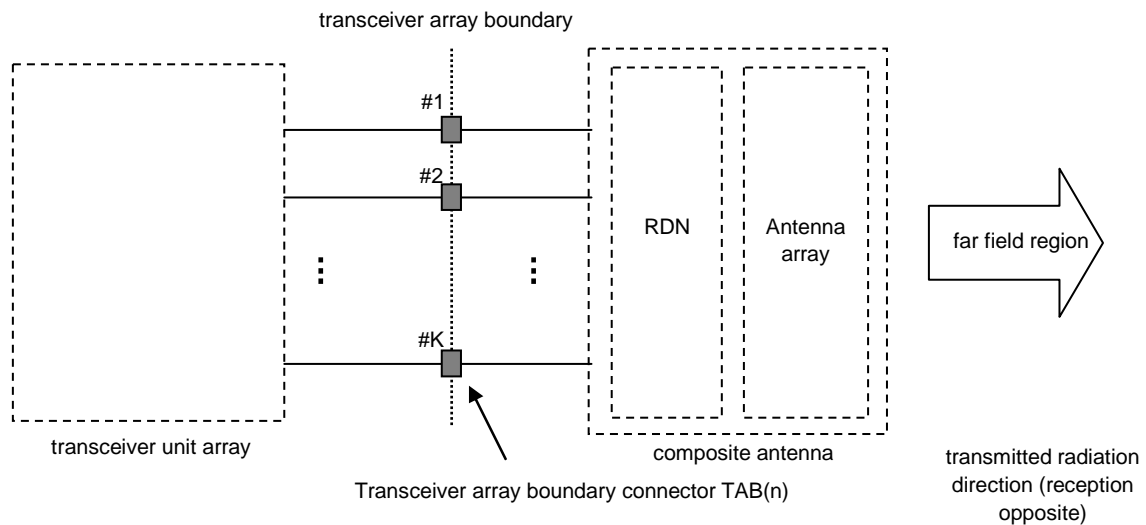 transceiver array boundary
#1
#2
RDN
Antenna
array
far field region
#K
transceiver unit array
composite antenna
Transceiver array boundary connector TAB(n)
transmitted radiation
direction (reception
opposite)